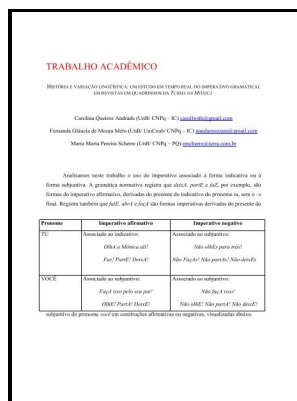 TRABALHO ACADÊMICO
HISTÓRIA E VARIAÇÃO LINGÜÍSTICA: UM ESTUDO EM TEMPO REAL DO IMPERATIVO GRAMATICAL
EM REVISTAS EM QUADRINHOS DA TURMA DA MÔNICA
Carolina Queiroz Andrade (UnB/ CNPq – IC)
Fernanda Gláucia de Moura Melo (UnB/ UniCeub/ CNPq – IC)
Maria Marta Pereira Scherre (UnB/ CNPq – PQ) mscherre@terra.com.br
Analisamos neste trabalho o uso do imperativo associado à forma indicativa ou à
forma subjuntiva. A gramática normativa registra que deixA, partE e faZ, por exemplo, são
formas do imperativo afirmativo, derivadas do presente do indicativo do pronome tu, sem o -s
final. Registra também que falE, abrA e façA são formas imperativas derivadas do presente do
Pronome Imperativo afirmativo Imperativo negativo
TU Associado ao indicativo: Associado ao subjuntivo:
OlhA a Mônica ali! Não olhEs para trás!
Faz! PartE! DeixA! Não FaçAs! Não partAs! Não deixEs
VOCÊ Associado ao subjuntivo: Associado ao subjuntivo:
FaçA isso pelo seu pai! Não façA isso!
OlhE! PartA! DeixE! Não olhE! Não partA! Não deixE!
subjuntivo do pronome você em construções afirmativas ou negativas, visualizadas abaixo.